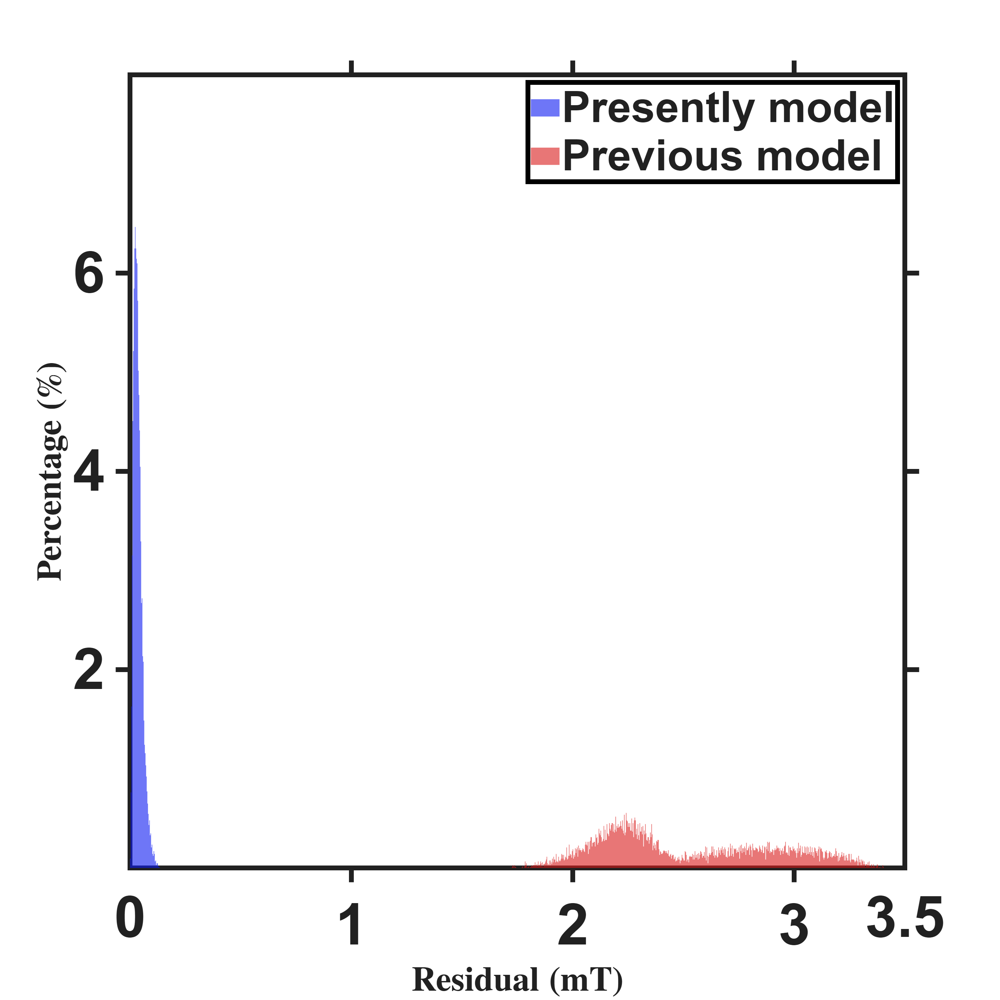 Presently model
Previous model
6
4
2
Percentage (%)
0
1
2
3
3.5
Residual (mT)